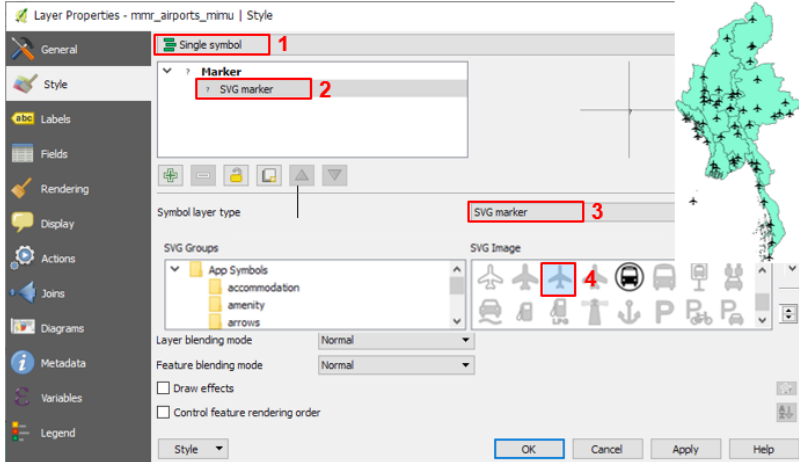 Layer Properties - mmr_airports_mimu | Style
General
Style
abc Labels
Fields
Rendering
Display
Actions
Joins
Diagrams
Metadata
Variables
Legend
Single symbol 1
? Marker
? SVG marker 2
Symbol layer type SVG marker 3
SVG Groups SVG Image
App Symbols
accommodation
amenity
arrows
4
P P P
Layer blending mode Normal
Feature blending mode Normal
Draw effects
Control feature rendering order
Style OK Cancel Apply Help